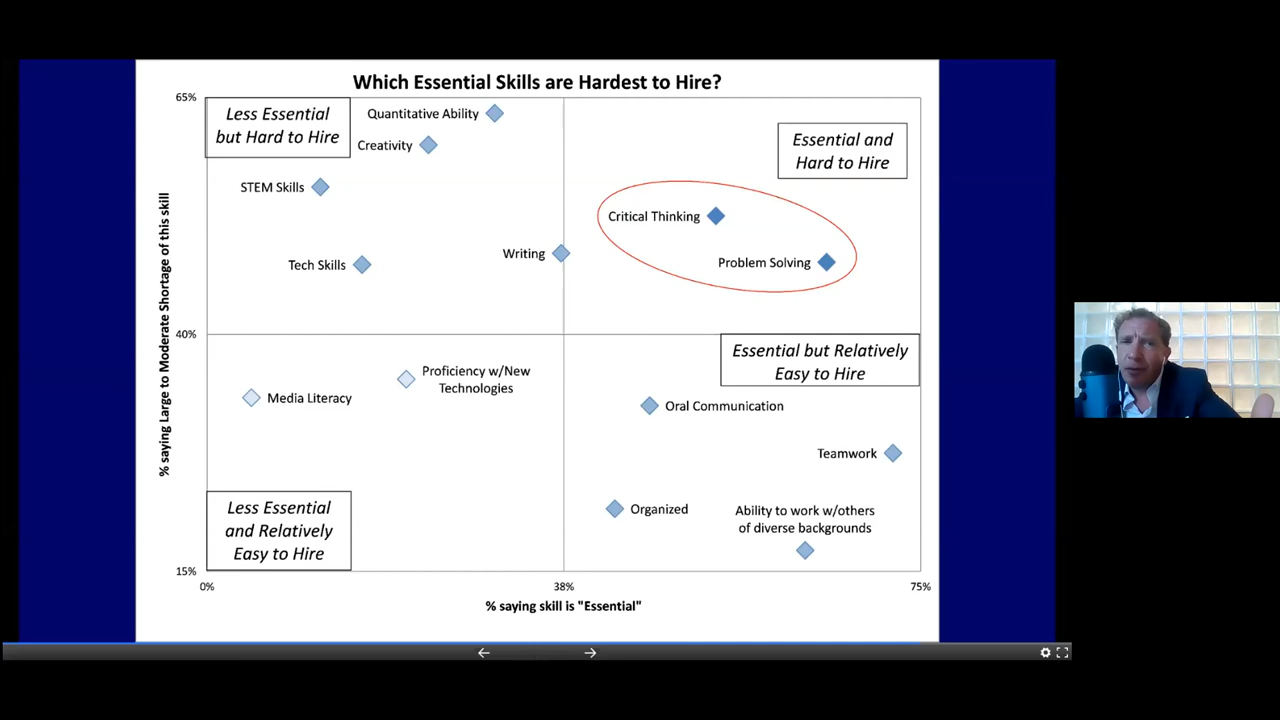 Which Essential Skills are Hardest to Hire?
65%
Less Essential
but Hard to Hire
Quantitative Ability
Creativity
Essential and
Hard to Hire
STEM Skills
Critical Thinking
Writing
Problem Solving
Tech Skills
% saying Large to Moderate Shortage of this skill
40%
Essential but Relatively
Easy to Hire
Proficiency w/New
Technologies
Media Literacy
Oral Communication
Teamwork
Less Essential
and Relatively
Easy to Hire
Organized
Ability to work w/others
of diverse backgrounds
15%
0%
38%
75%
% saying skill is "Essential"